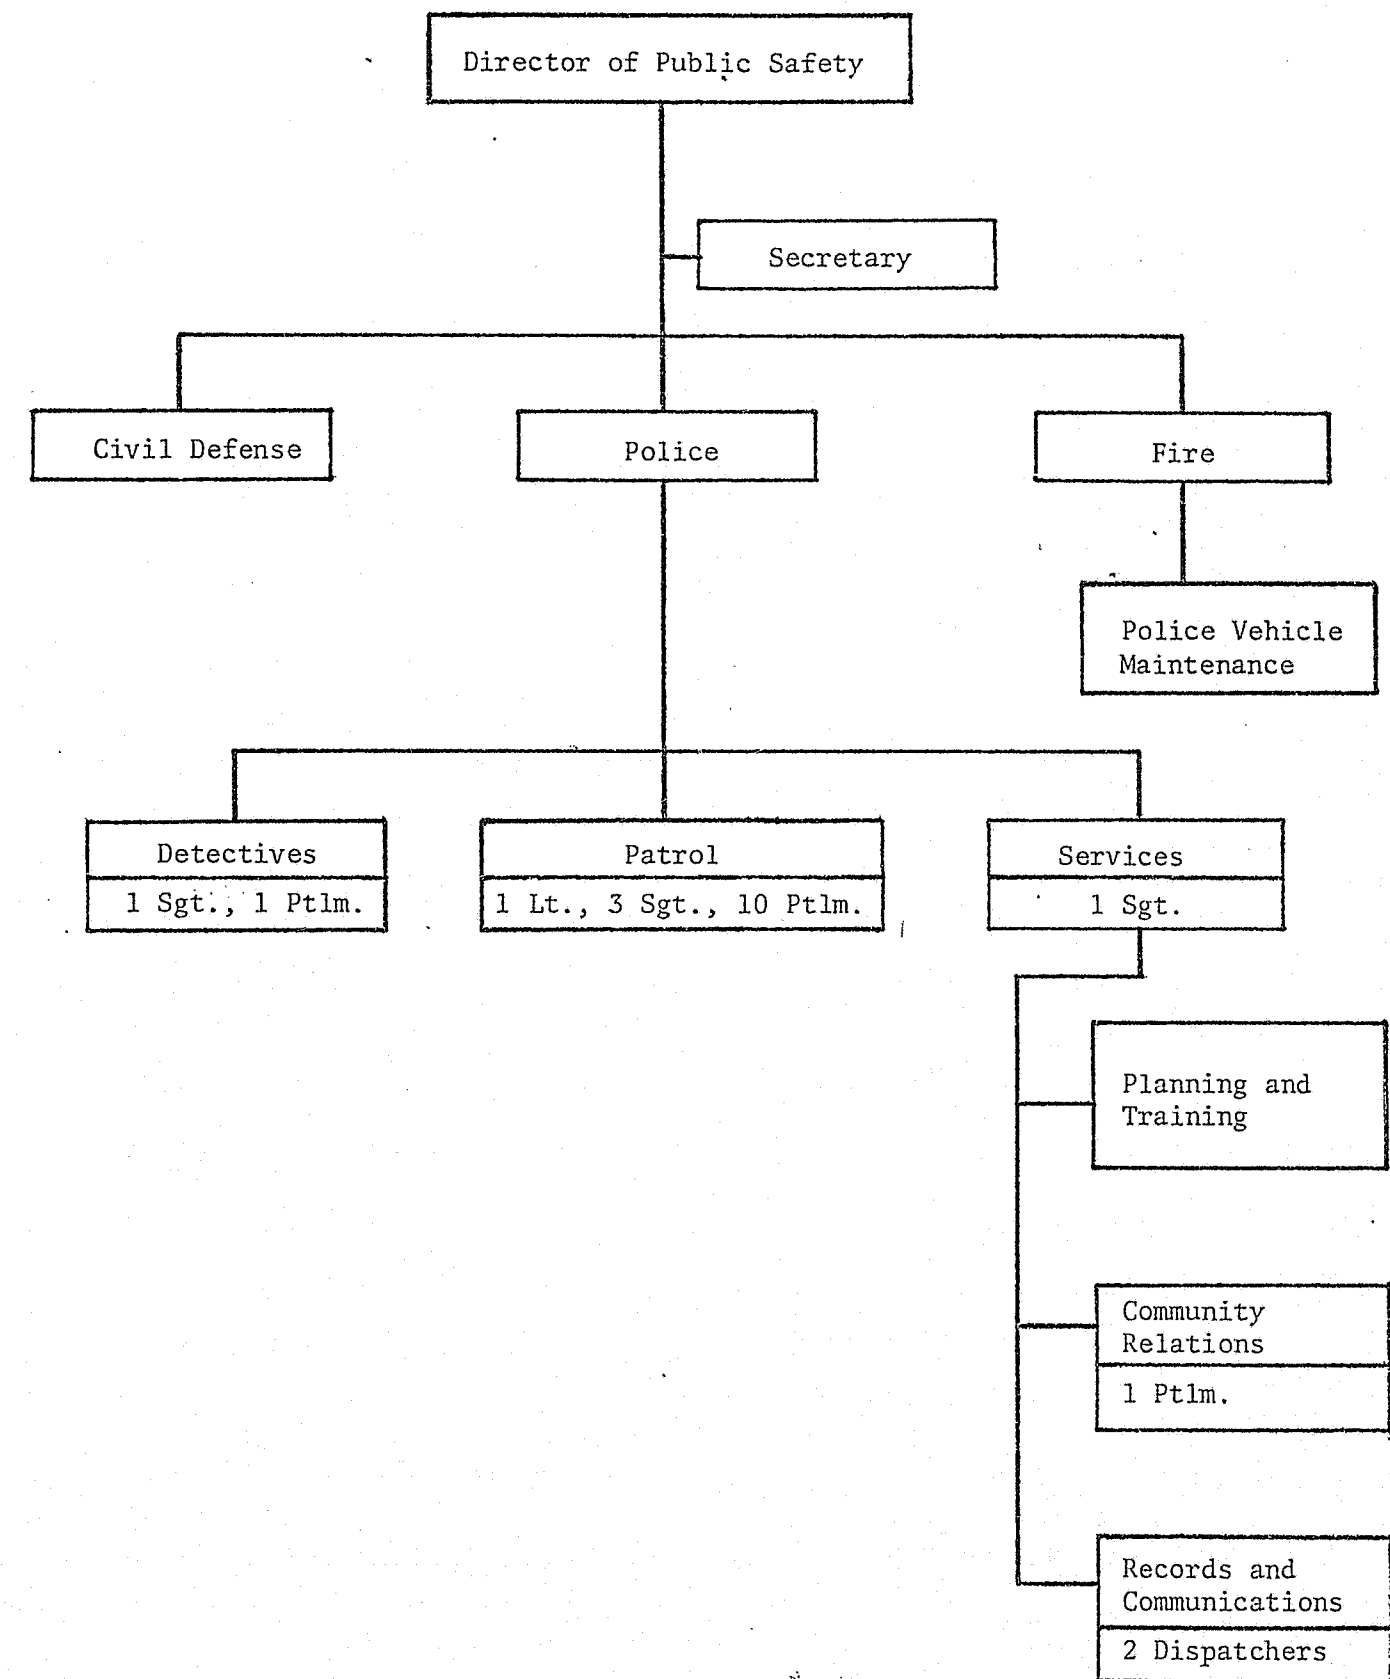 Director of Public Safety
Secretary
Civil Defense
Police
Fire
Police Vehicle
Maintenance
Detectives
1 Sgt., 1 Ptlm.
Patrol
1 Lt., 3 Sgt., 10 Ptlm.
Services
1 Sgt.
Planning and
Training
Community
Relations
1 Ptlm.
Records and
Communications
2 Dispatchers